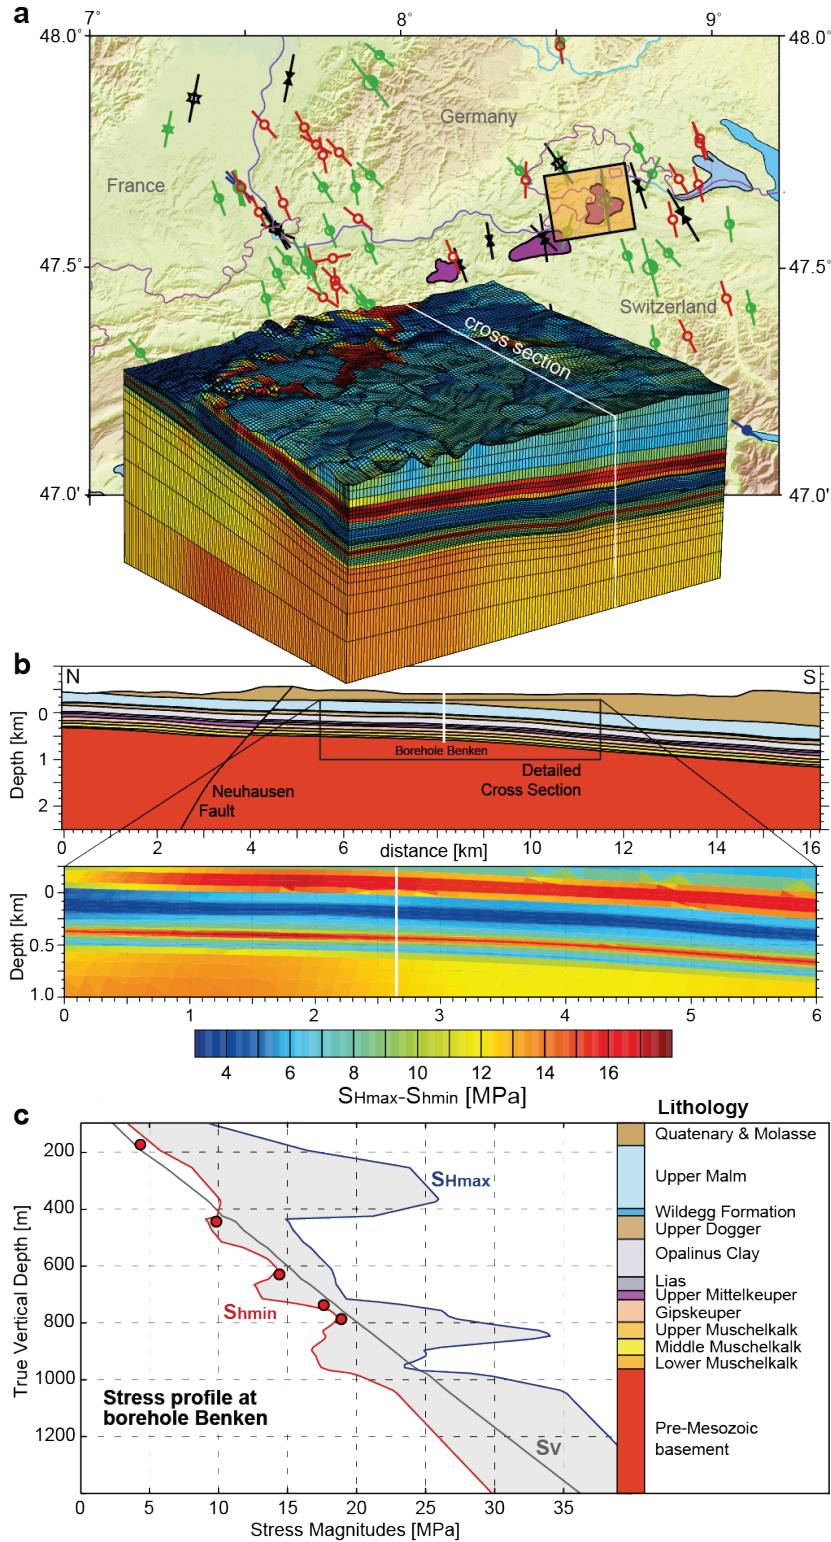 a
7° 8° 9°
48.0° 48.0°
Germany
France
47.5° 47.5°
Switzerland
cross section
47.0' 47.0'
b
N S
0
1
2
Depth [km]
Borehole Benken
Detailed
Cross Section
Neuhausen
Fault
0 2 4 6 8 10 12 14 16
distance [km]
0
0.5
1.0
Depth [km]
0 1 2 3 4 5 6
4 6 8 10 12 14 16
SHmax-Shmin [MPa]
c
Lithology
200
400
600
800
1000
1200
True Vertical Depth [m]
SHmax
Shmin
Sv
Stress profile at
borehole Benken
0 5 10 15 20 25 30 35
Stress Magnitudes [MPa]
Quatenary & Molasse
Upper Malm
Wildegg Formation
Upper Dogger
Opalinus Clay
Lias
Upper Mittelkeuper
Gipskeuper
Upper Muschelkalk
Middle Muschelkalk
Lower Muschelkalk
Pre-Mesozoic
basement